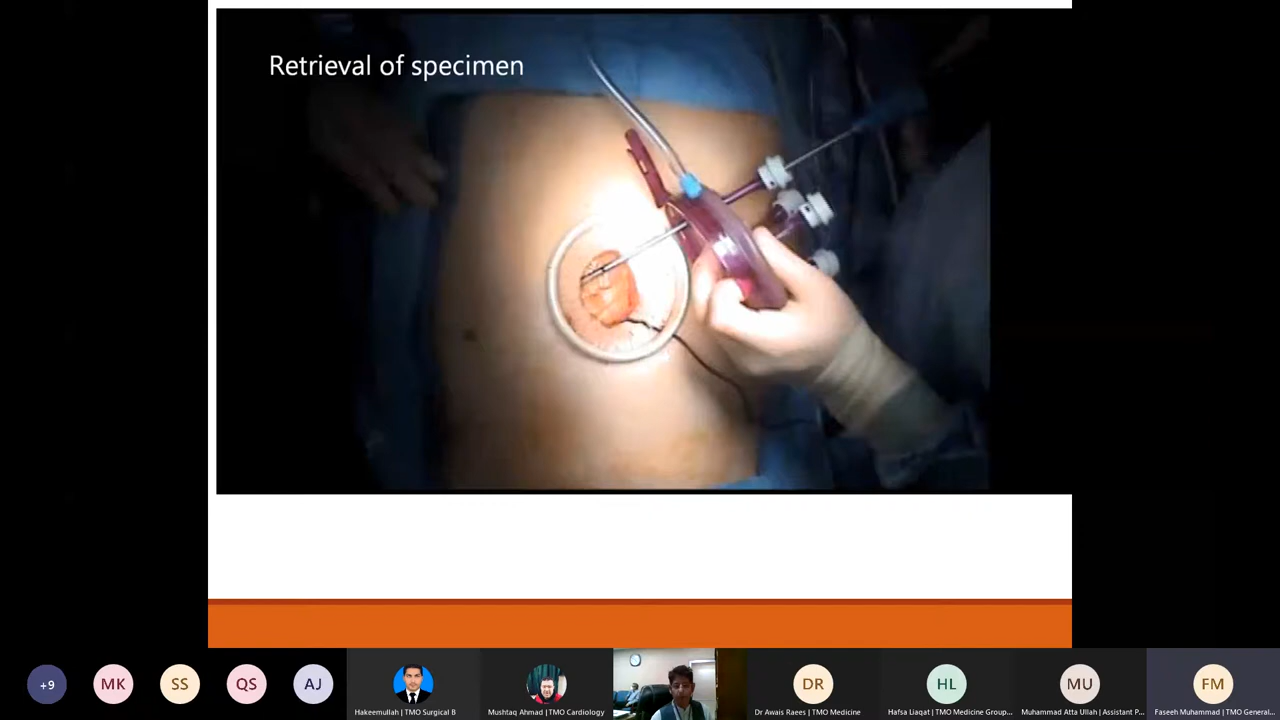 Retrieval of specimen
+9
MK
SS
QS
AJ
Hakeemullah | TMO Surgical B
Mushtaq Ahmad | TMO Cardiology
DR
Dr Awais Raees | TMO Medicine
HL
Hafsa Liaqat | TMO Medicine Group...
MU
Muhammad Atta Ullah | Assistant P...
FM
Faseeh Muhammad | TMO General...